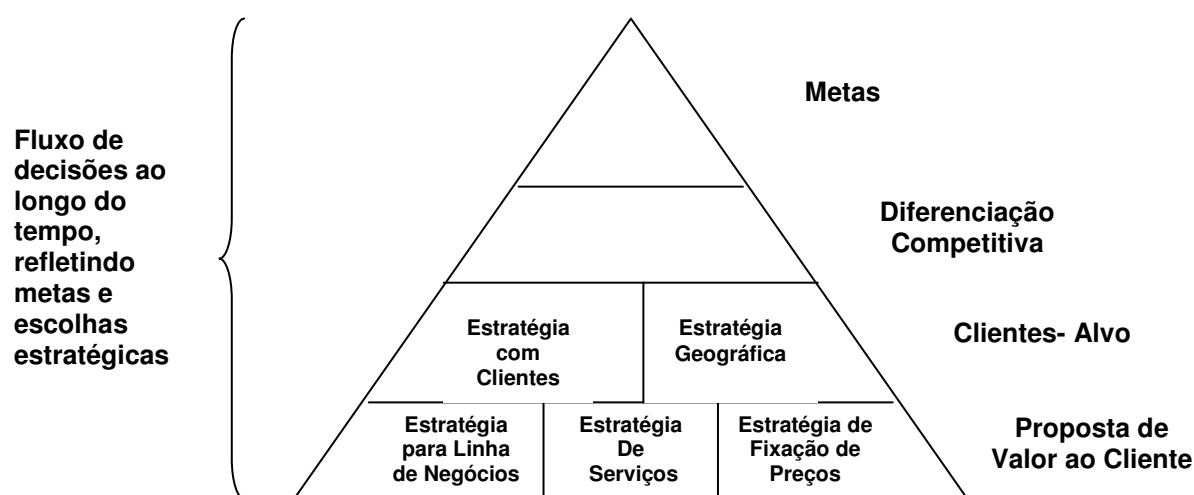 Metas
Fluxo de
decisões ao
longo do
tempo,
refletindo
metas e
escolhas
estratégicas
Diferenciação
Competitiva
Estratégia
com
Clientes
Estratégia
Geográfica
Clientes- Alvo
Estratégia
para Linha
de Negócios
Estratégia
De
Serviços
Estratégia de
Fixação de
Preços
Proposta de
Valor ao Cliente